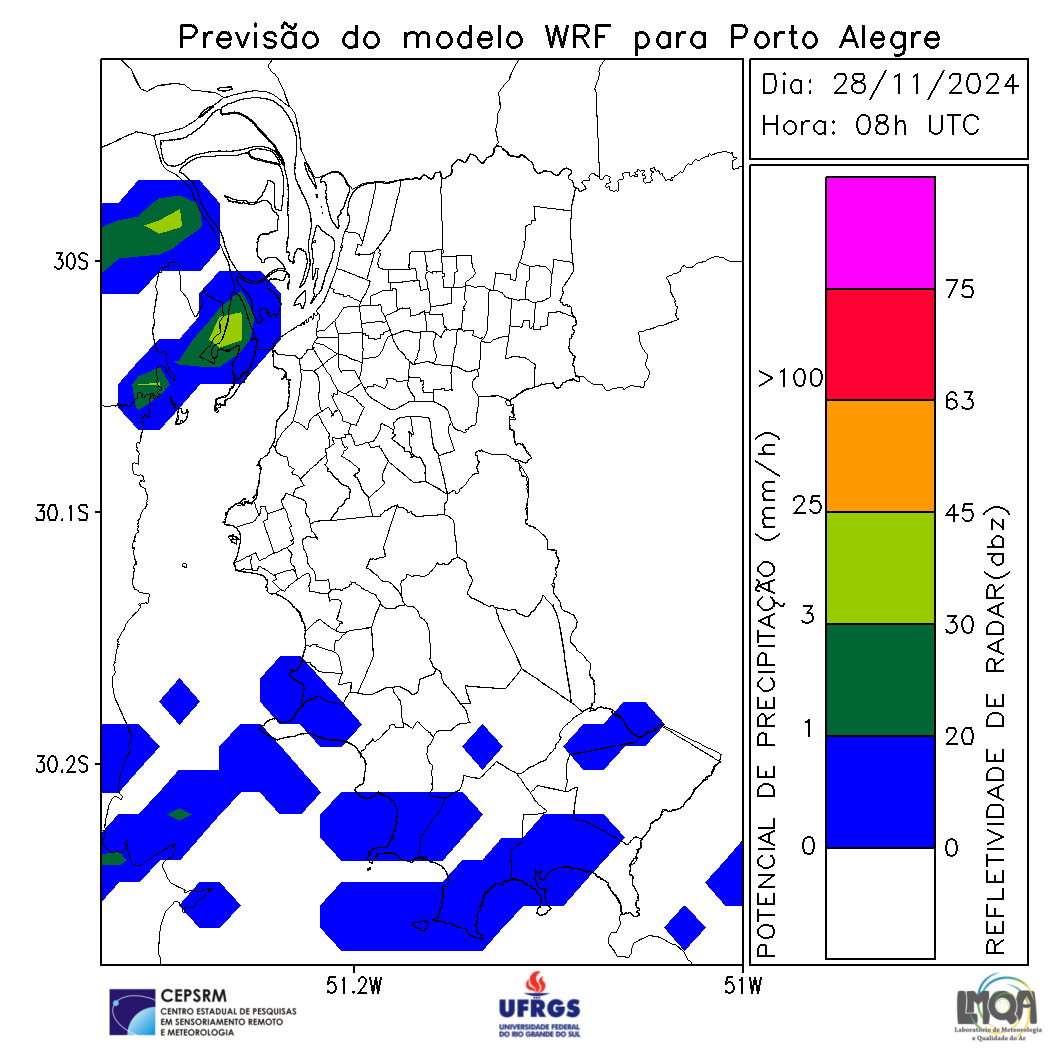 Previsão do modelo WRF para Porto Alegre
Dia: 28/11/2024
Hora: 08h UTC
30S
30.1S
30.2S
51.2W
51W
POTENCIAL DE PRECIPITAÇÃO (mm/h)
>100
25
3
1
0
75
63
45
30
20
0
REFLETIVIDADE DE RADAR(dbz)
CEPSRM
CENTRO ESTADUAL DE PESQUISAS
EM SENSORIAMENTO REMOTO
E METEOROLOGIA
UFRGS
UNIVERSIDADE FEDERAL
DO RIO GRANDE DO SUL
LMQA
Laboratório de Meteorologia
e Qualidade do Ar